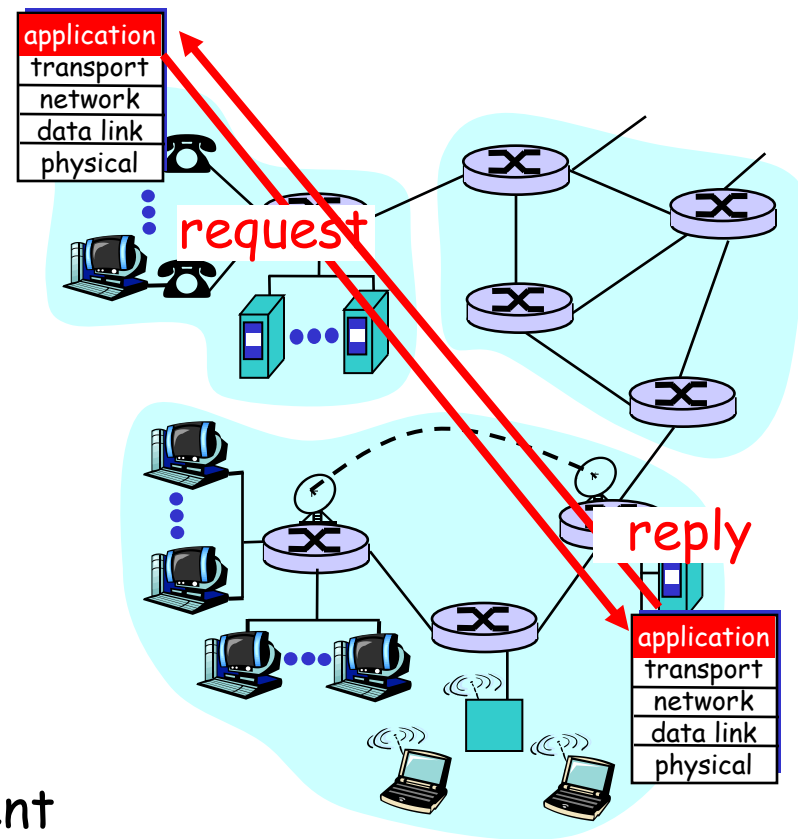 application
transport
network
data link
physical
request
reply
application
transport
network
data link
physical